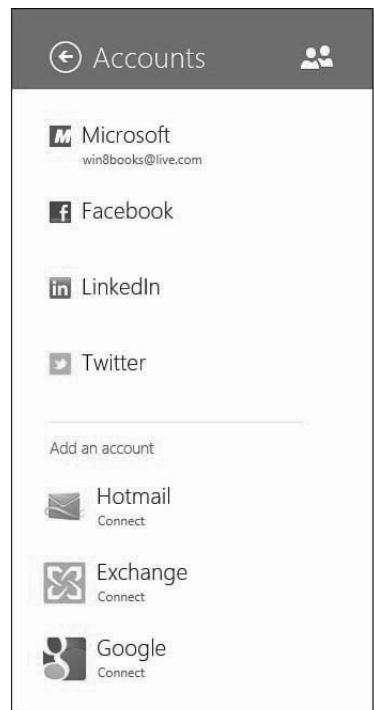 Accounts
Microsoft
win8books@live.com
Facebook
LinkedIn
Twitter
Add an account
Hotmail
Connect
Exchange
Connect
Google
Connect